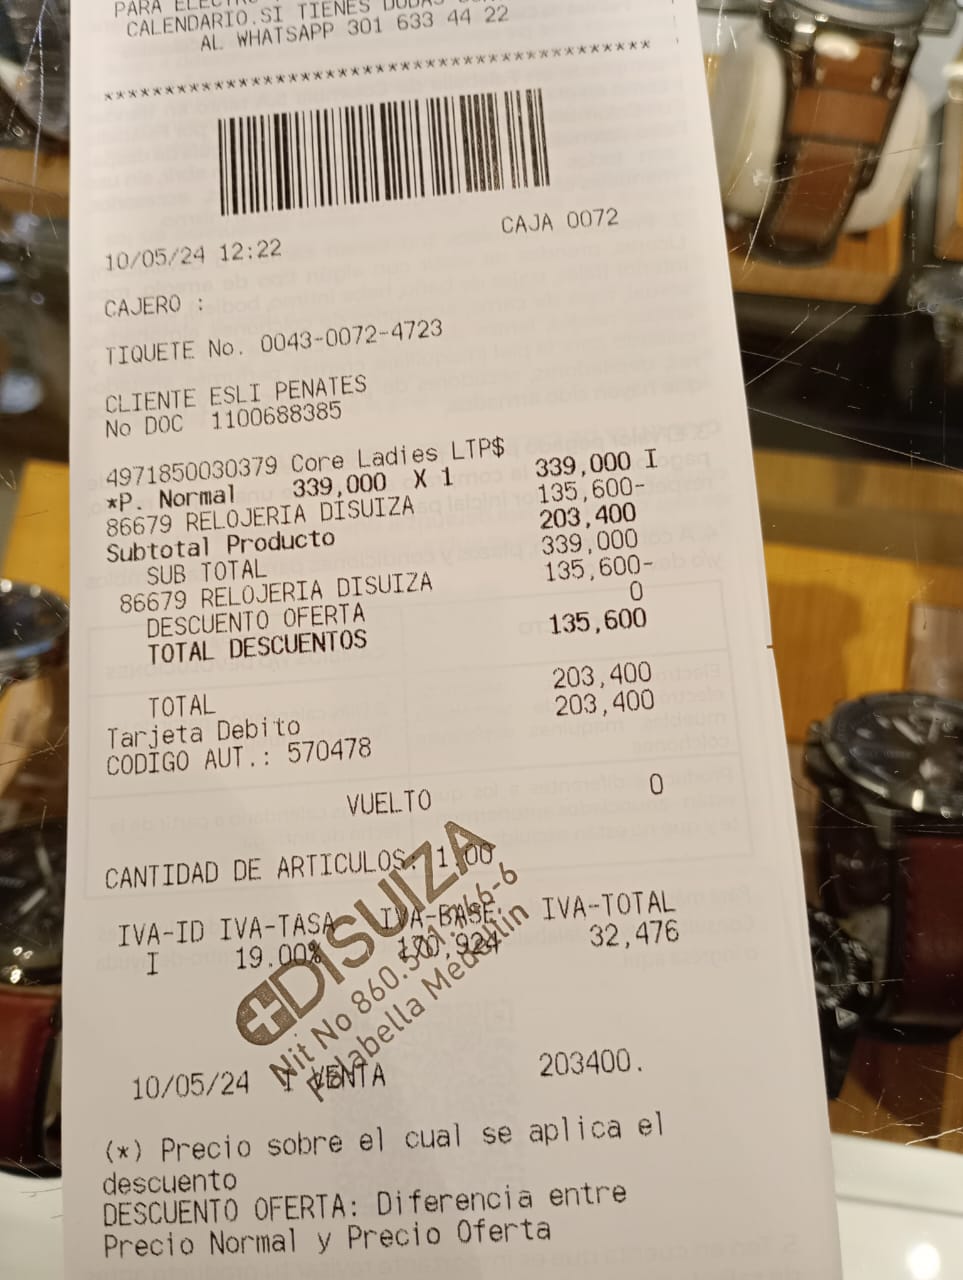 CALENDARIO.SI TIENES DUDAS
AL WHATSAPP 301 633 44 22
****************************************
10/05/24 12:22 CAJA 0072
CAJERO :
TIQUETE No. 0043-0072-4723
CLIENTE ESLI PENATES
No DOC 1100688385
4971850030379 Core Ladies LTP$ 339,000 I
*P. Normal 339,000 X 1
86679 RELOJERIA DISUIZA 135,600-
Subtotal Producto 203,400
SUB TOTAL 339,000
86679 RELOJERIA DISUIZA 135,600-
DESCUENTO OFERTA 0
TOTAL DESCUENTOS 135,600
TOTAL 203,400
Tarjeta Debito 203,400
CODIGO AUT.: 570478
VUELTO 0
CANTIDAD DE ARTICULOS: 1,00
IVA-ID IVA-TASA IVA-BASE: IVA-TOTAL
I 19.00% 170,924 32,476
DISUIZA
Nit No
Falabella Medellín
10/05/24 1 VENTA 203400.
(*) Precio sobre el cual se aplica el
descuento
DESCUENTO OFERTA: Diferencia entre
Precio Normal y Precio Oferta